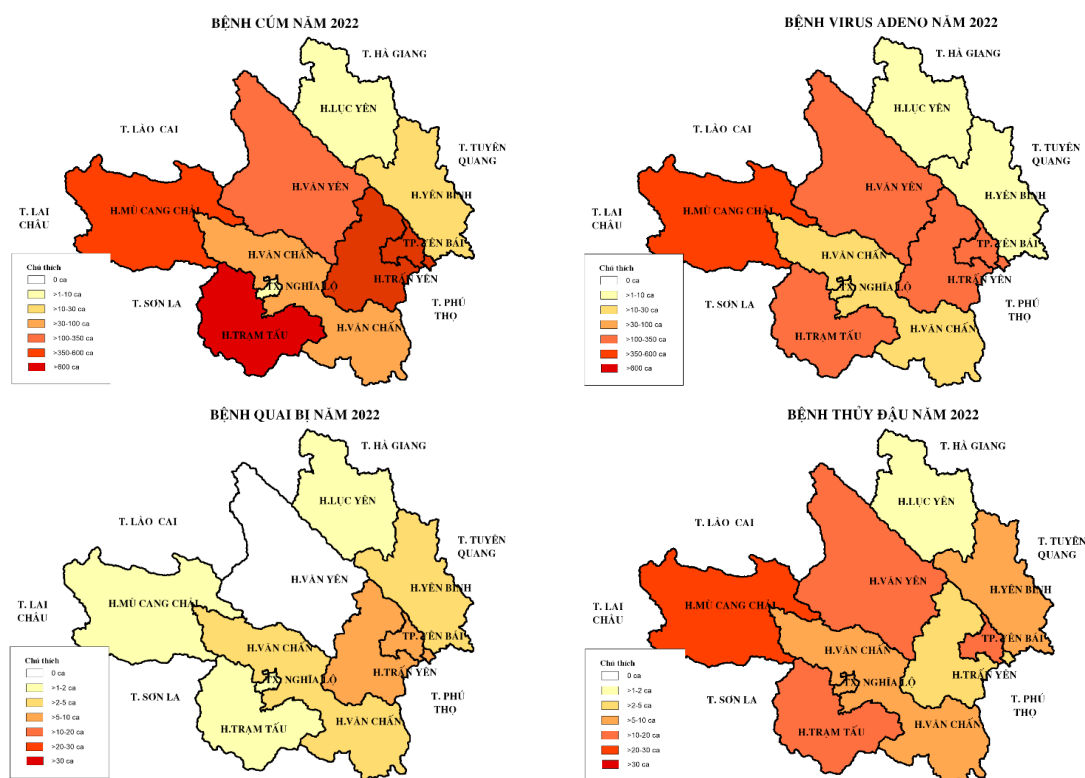 BỆNH CÚM NĂM 2022
T. HÀ GIANG
H.LỤC YÊN
T. LÀO CAI
T. TUYÊN
QUANG
H.VĂN YÊN
H.YÊN BÌNH
T. LAI
CHÂU
H.MÙ CANG CHẢI
TP.YÊN BÁI
H.VĂN CHẤN
H.TRẤN YÊN
TX.NGHĨA LỘ
T. SƠN LA
T. PHÚ
THỌ
H.TRẠM TẤU
H.VĂN CHẤN
Chú thích
0 ca
>1-10 ca
>10-30 ca
>30-100 ca
>100-350 ca
>350-600 ca
>800 ca
BỆNH VIRUS ADENO NĂM 2022
T. HÀ GIANG
H.LỤC YÊN
T. LÀO CAI
T. TUYÊN
QUANG
H.VĂN YÊN
H.YÊN BÌNH
T. LAI
CHÂU
H.MÙ CANG CHẢI
TP.YÊN BÁI
H.VĂN CHẤN
H.TRẤN YÊN
TX.NGHĨA LỘ
T. SƠN LA
T. PHÚ
THỌ
H.TRẠM TẤU
H.VĂN CHẤN
Chú thích
0 ca
>1-10 ca
>10-30 ca
>30-100 ca
>100-350 ca
>350-600 ca
>800 ca
BỆNH QUAI BỊ NĂM 2022
T. HÀ GIANG
H.LỤC YÊN
T. LÀO CAI
T. TUYÊN
QUANG
H.VĂN YÊN
H.YÊN BÌNH
T. LAI
CHÂU
H.MÙ CANG CHẢI
TP.YÊN BÁI
H.VĂN CHẤN
H.TRẤN YÊN
TX.NGHĨA LỘ
T. SƠN LA
T. PHÚ
THỌ
H.TRẠM TẤU
H.VĂN CHẤN
Chú thích
0 ca
>1-2 ca
>2-5 ca
>5-10 ca
>10-20 ca
>20-30 ca
>30 ca
BỆNH THỦY ĐẬU NĂM 2022
T. HÀ GIANG
H.LỤC YÊN
T. LÀO CAI
T. TUYÊN
QUANG
H.VĂN YÊN
H.YÊN BÌNH
T. LAI
CHÂU
H.MÙ CANG CHẢI
TP.YÊN BÁI
H.VĂN CHẤN
H.TRẤN YÊN
TX.NGHĨA LỘ
T. SƠN LA
T. PHÚ
THỌ
H.TRẠM TẤU
H.VĂN CHẤN
Chú thích
0 ca
>1-2 ca
>2-5 ca
>5-10 ca
>10-20 ca
>20-30 ca
>30 ca